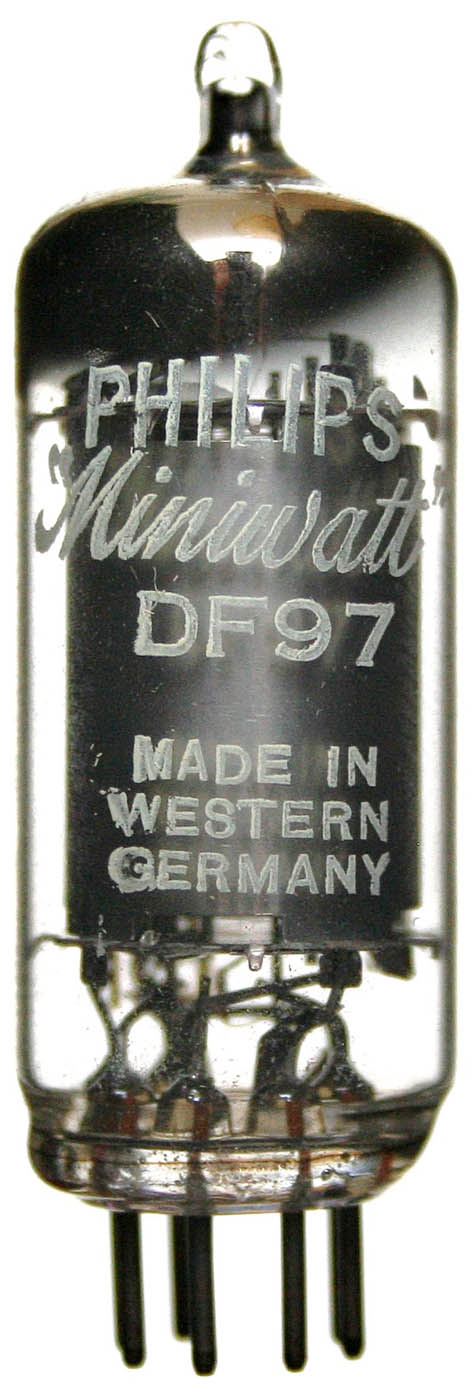 PHILIPS
"Miniwatt"
DF97
MADE IN
WESTERN
GERMANY